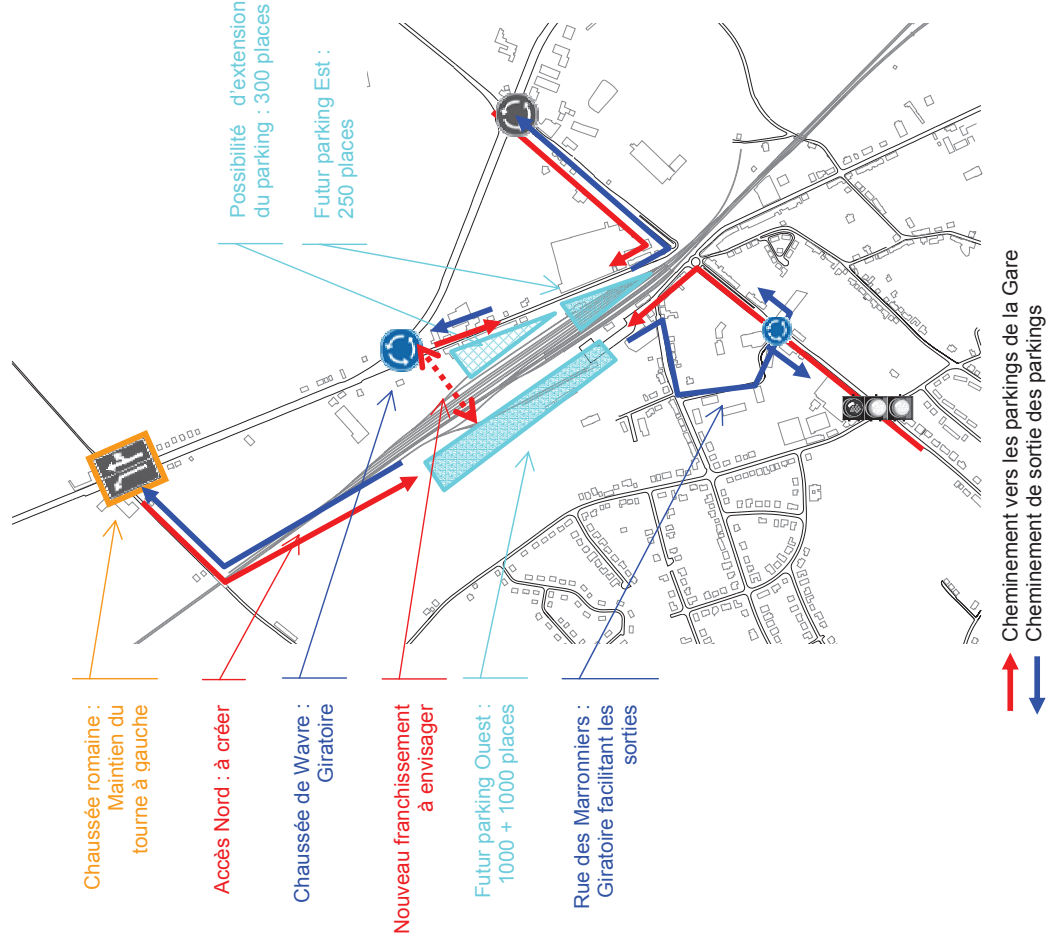 Chaussée romaine :
Maintien du
tourne à gauche
Accès Nord : à créer
Chaussée de Wavre :
Giratoire
Nouveau franchissement
à envisager
Futur parking Ouest :
1000 + 1000 places
Rue des Marronniers :
Giratoire facilitant les
sorties
Possibilité d'extension
du parking : 300 places
Futur parking Est :
250 places
Cheminement vers les parkings de la Gare
Cheminement de sortie des parkings